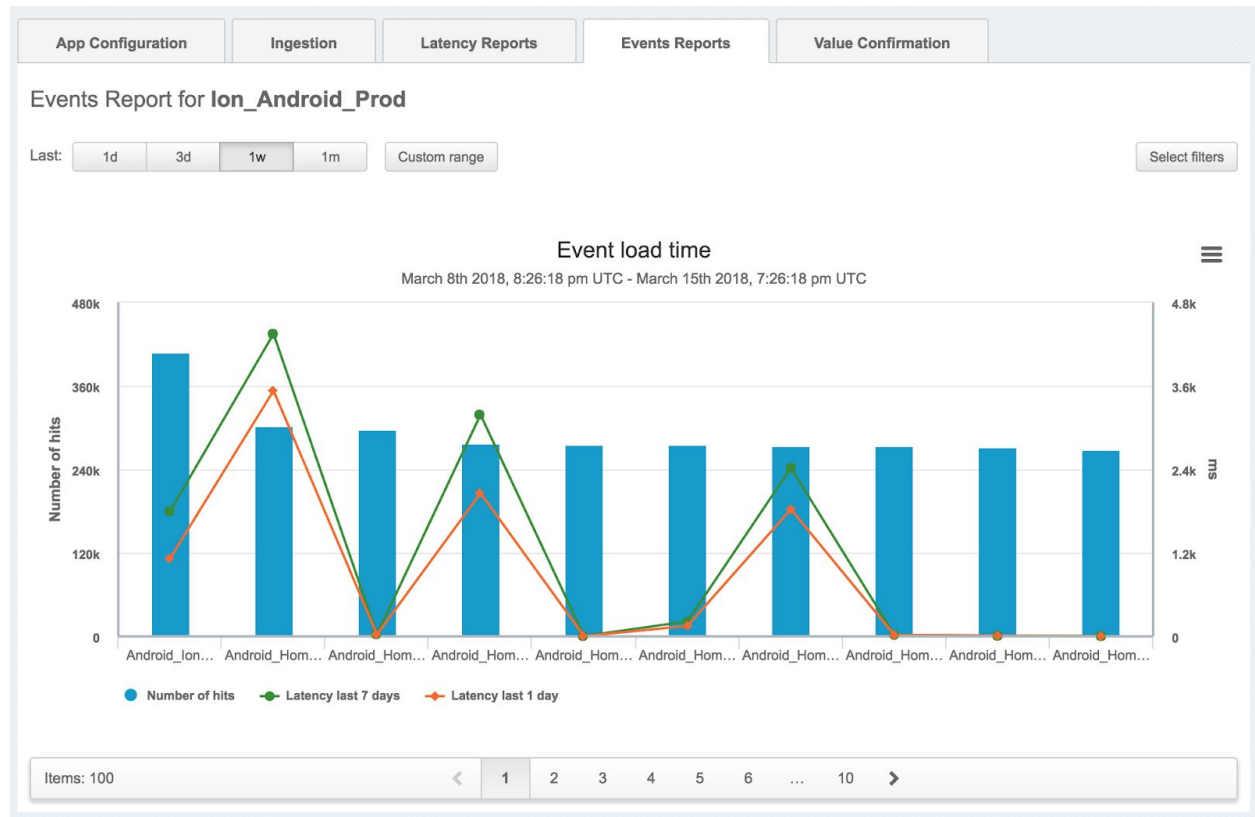 App Configuration Ingestion Latency Reports Events Reports Value Confirmation
Events Report for Ion_Android_Prod
Last: 1d 3d 1w 1m Custom range Select filters
Event load time
March 8th 2018, 8:26:18 pm UTC - March 15th 2018, 7:26:18 pm UTC
480k 4.8k
360k 3.6k
240k 2.4k
120k 1.2k
0 0
Number of hits
ms
Android_Ion... Android_Hom... Android_Hom... Android_Hom... Android_Hom... Android_Hom... Android_Hom... Android_Hom... Android_Hom... Android_Hom...
Number of hits Latency last 7 days Latency last 1 day
Items: 100 1 2 3 4 5 6 ... 10